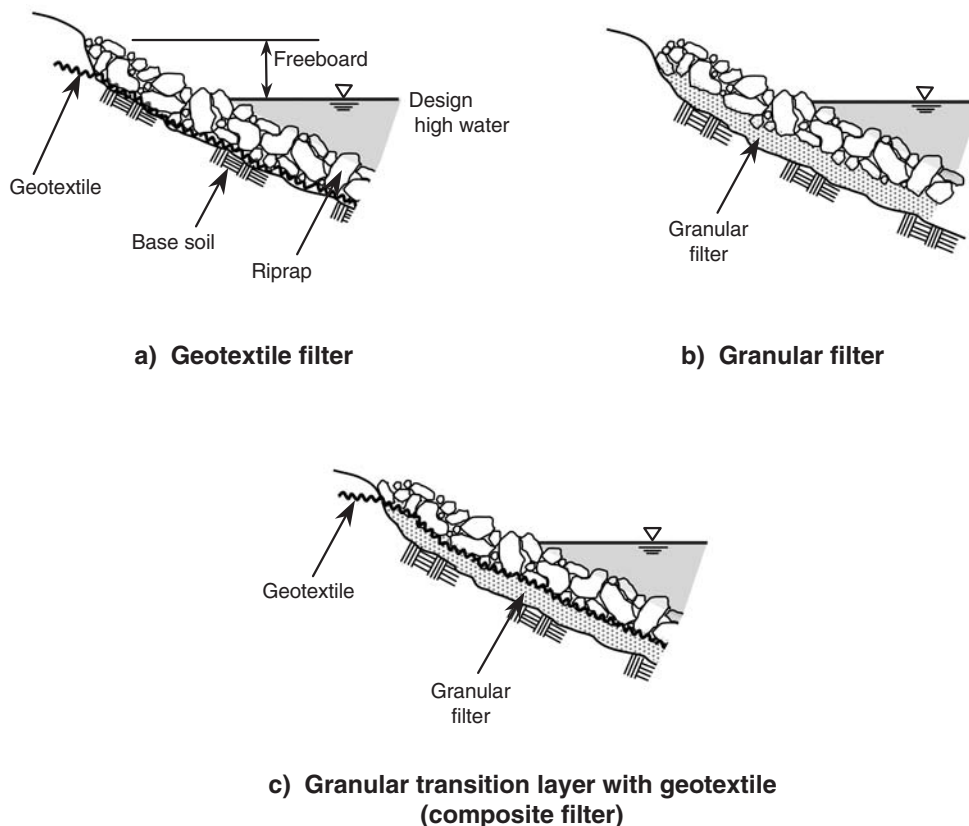 Freeboard
Design
high water
Geotextile
Base soil
Riprap
a) Geotextile filter
Granular
filter
b) Granular filter
Geotextile
Granular
filter
c) Granular transition layer with geotextile
(composite filter)